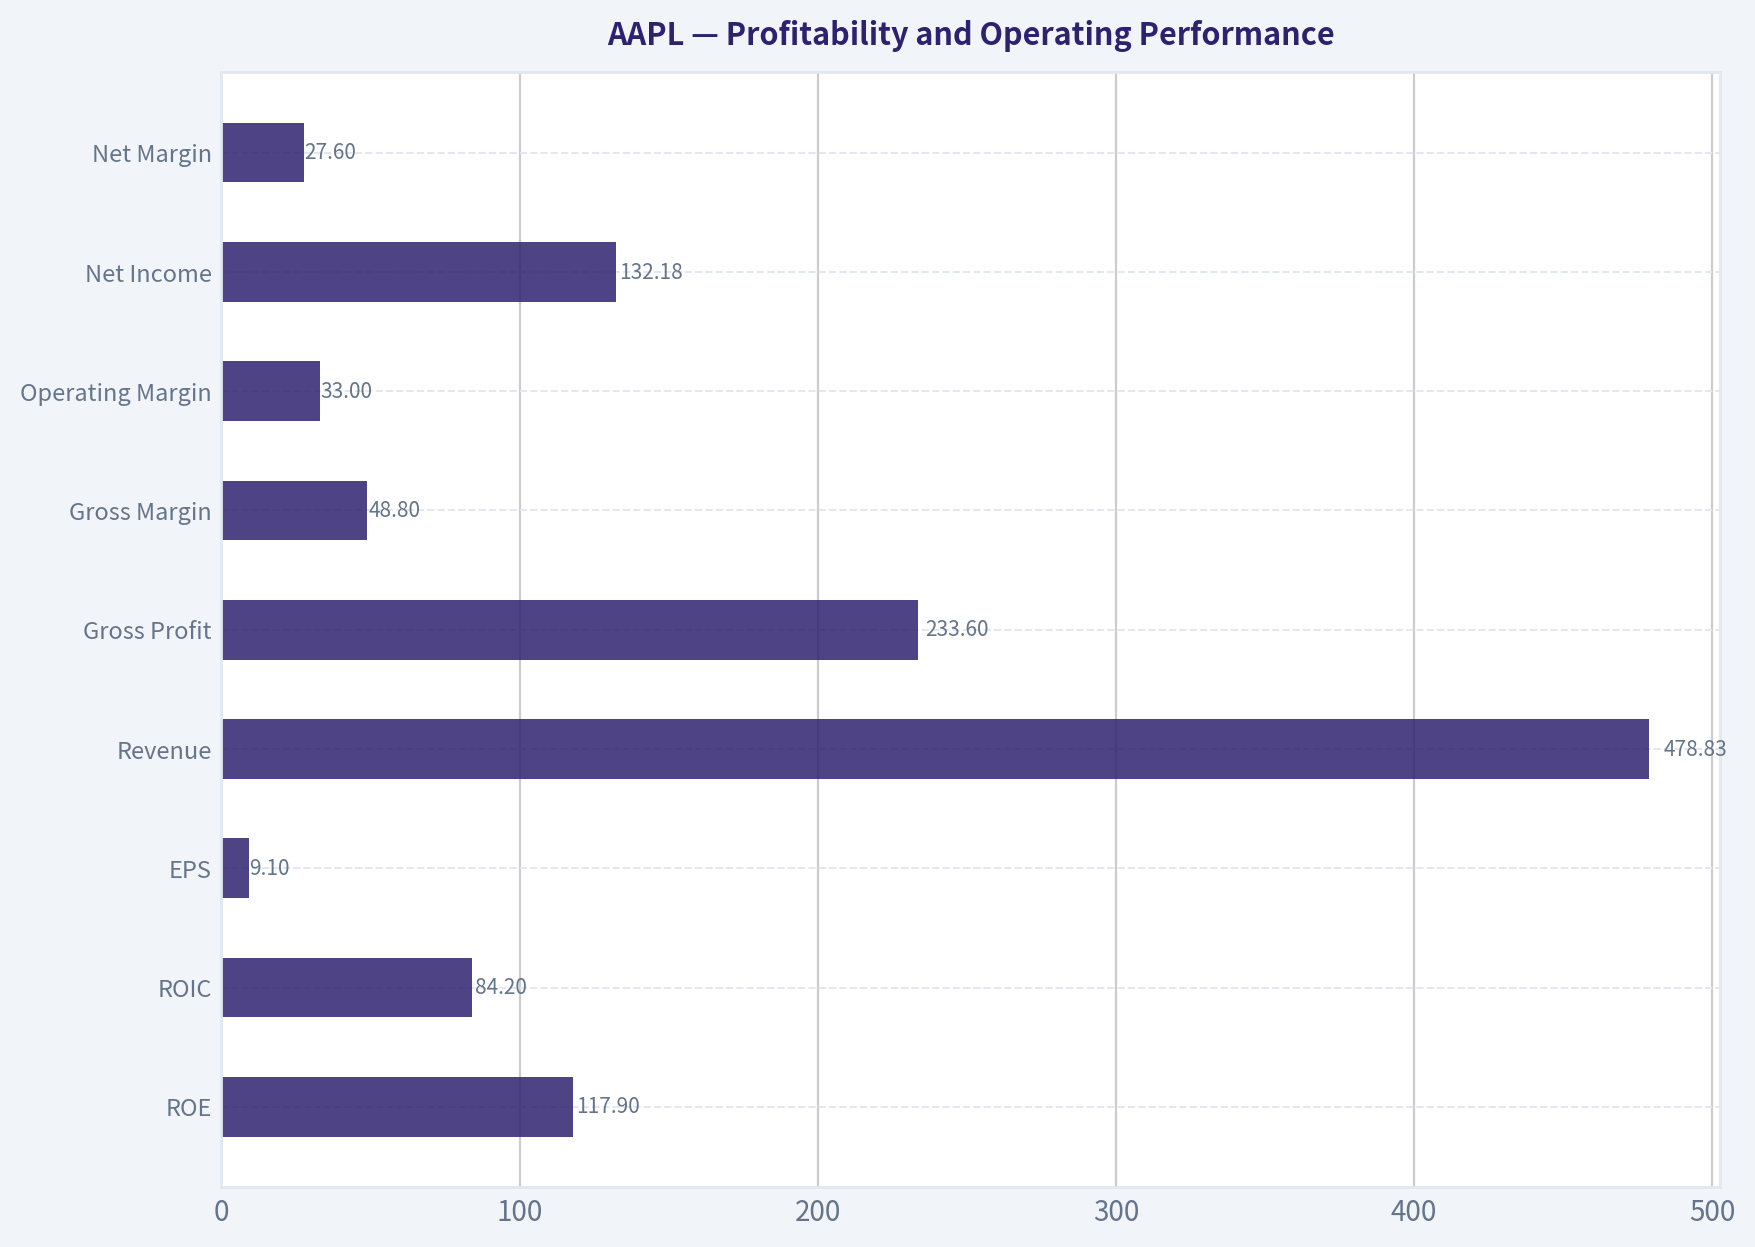 AAPL — Profitability and Operating Performance
Net Margin 27.60
Net Income 132.18
Operating Margin 33.00
Gross Margin 48.80
Gross Profit 233.60
Revenue 478.83
EPS 9.10
ROIC 84.20
ROE 117.90
0 100 200 300 400 500